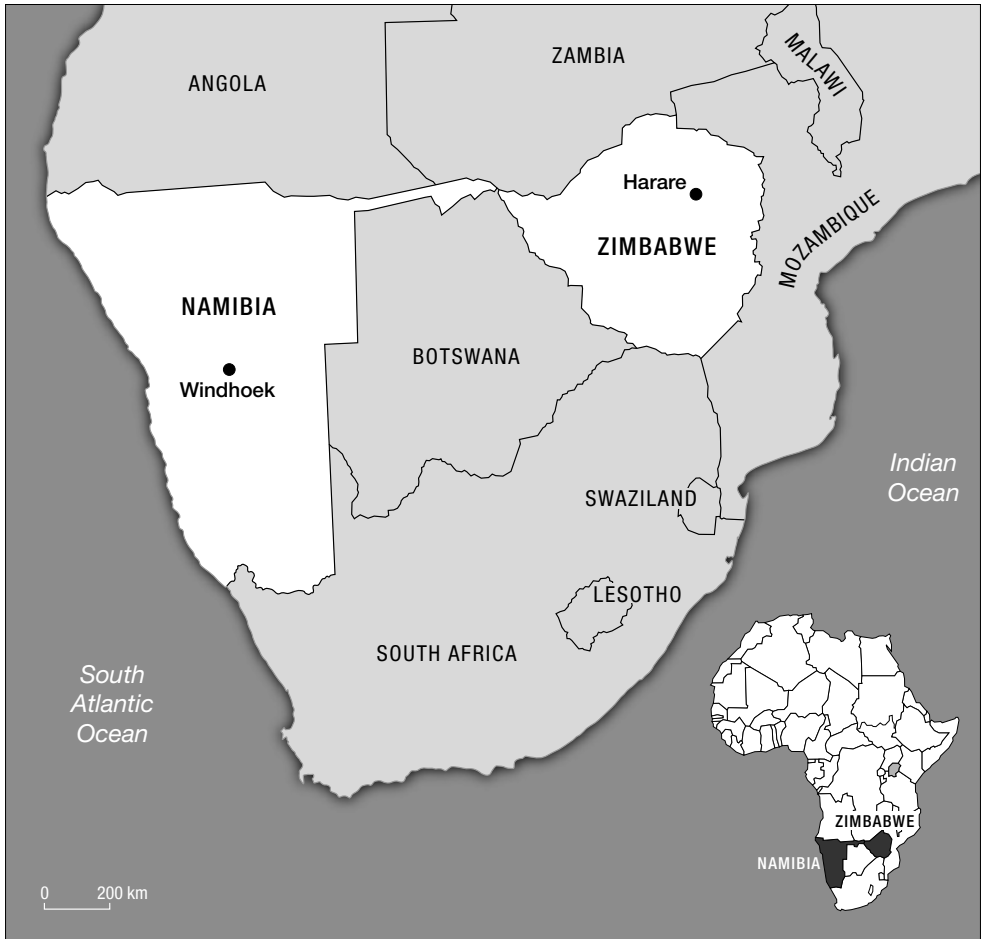 ANGOLA
ZAMBIA
MALAWI
Harare
ZIMBABWE
MOZAMBIQUE
NAMIBIA
Windhoek
BOTSWANA
Indian
Ocean
SWAZILAND
LESOTHO
SOUTH AFRICA
South
Atlantic
Ocean
ZIMBABWE
NAMIBIA
0 200 km